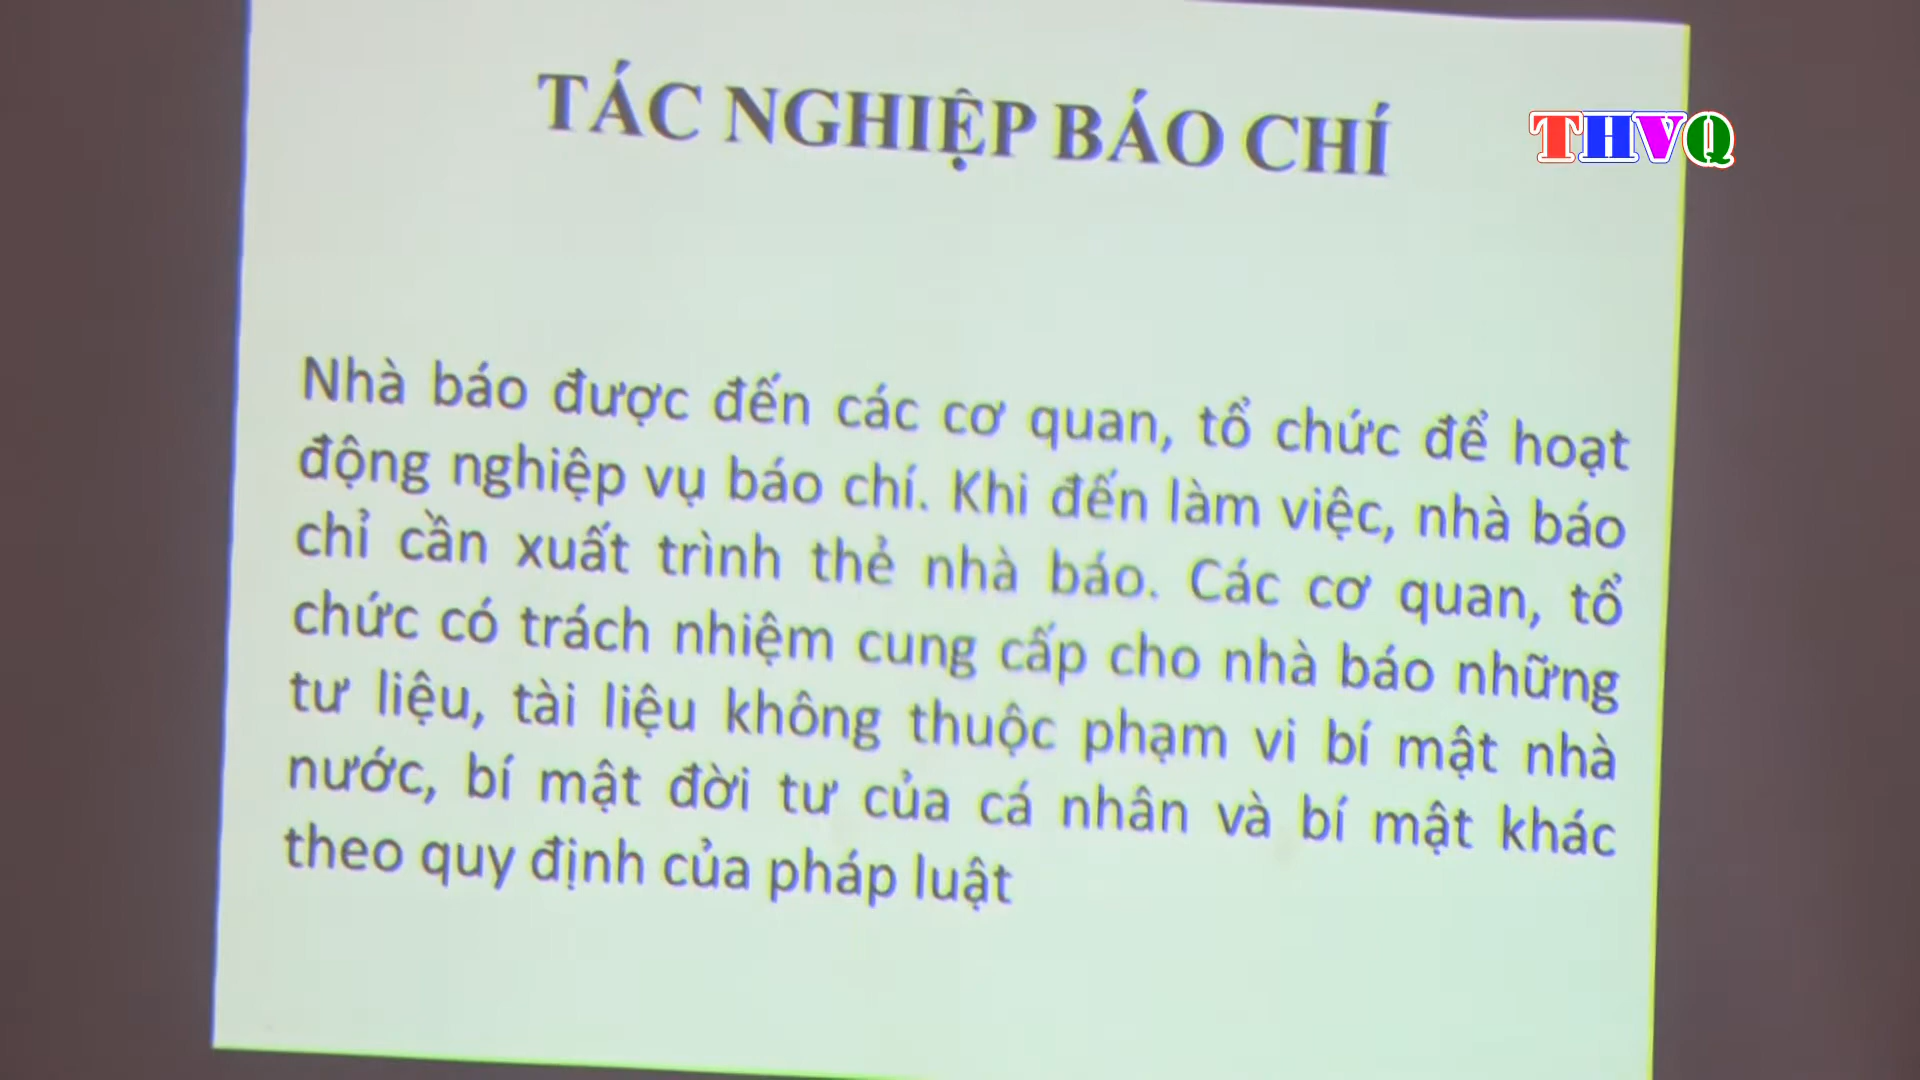 TÁC NGHIỆP BÁO CHÍ
THVQ
Nhà báo được đến các cơ quan, tổ chức để hoạt
động nghiệp vụ báo chí. Khi đến làm việc, nhà báo
chỉ cần xuất trình thẻ nhà báo. Các cơ quan, tổ
chức có trách nhiệm cung cấp cho nhà báo những
tư liệu, tài liệu không thuộc phạm vi bí mật nhà
nước, bí mật đời tư của cá nhân và bí mật khác
theo quy định của pháp luật